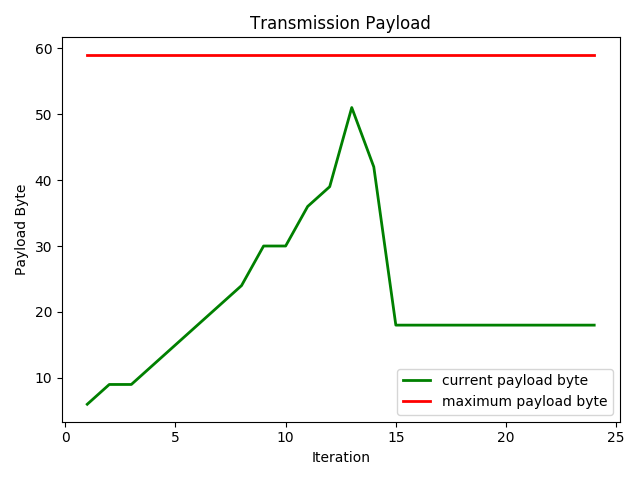 Transmission Payload
60
50
40
30
20
10
Payload Byte
0
5
10
15
20
25
Iteration
current payload byte
maximum payload byte